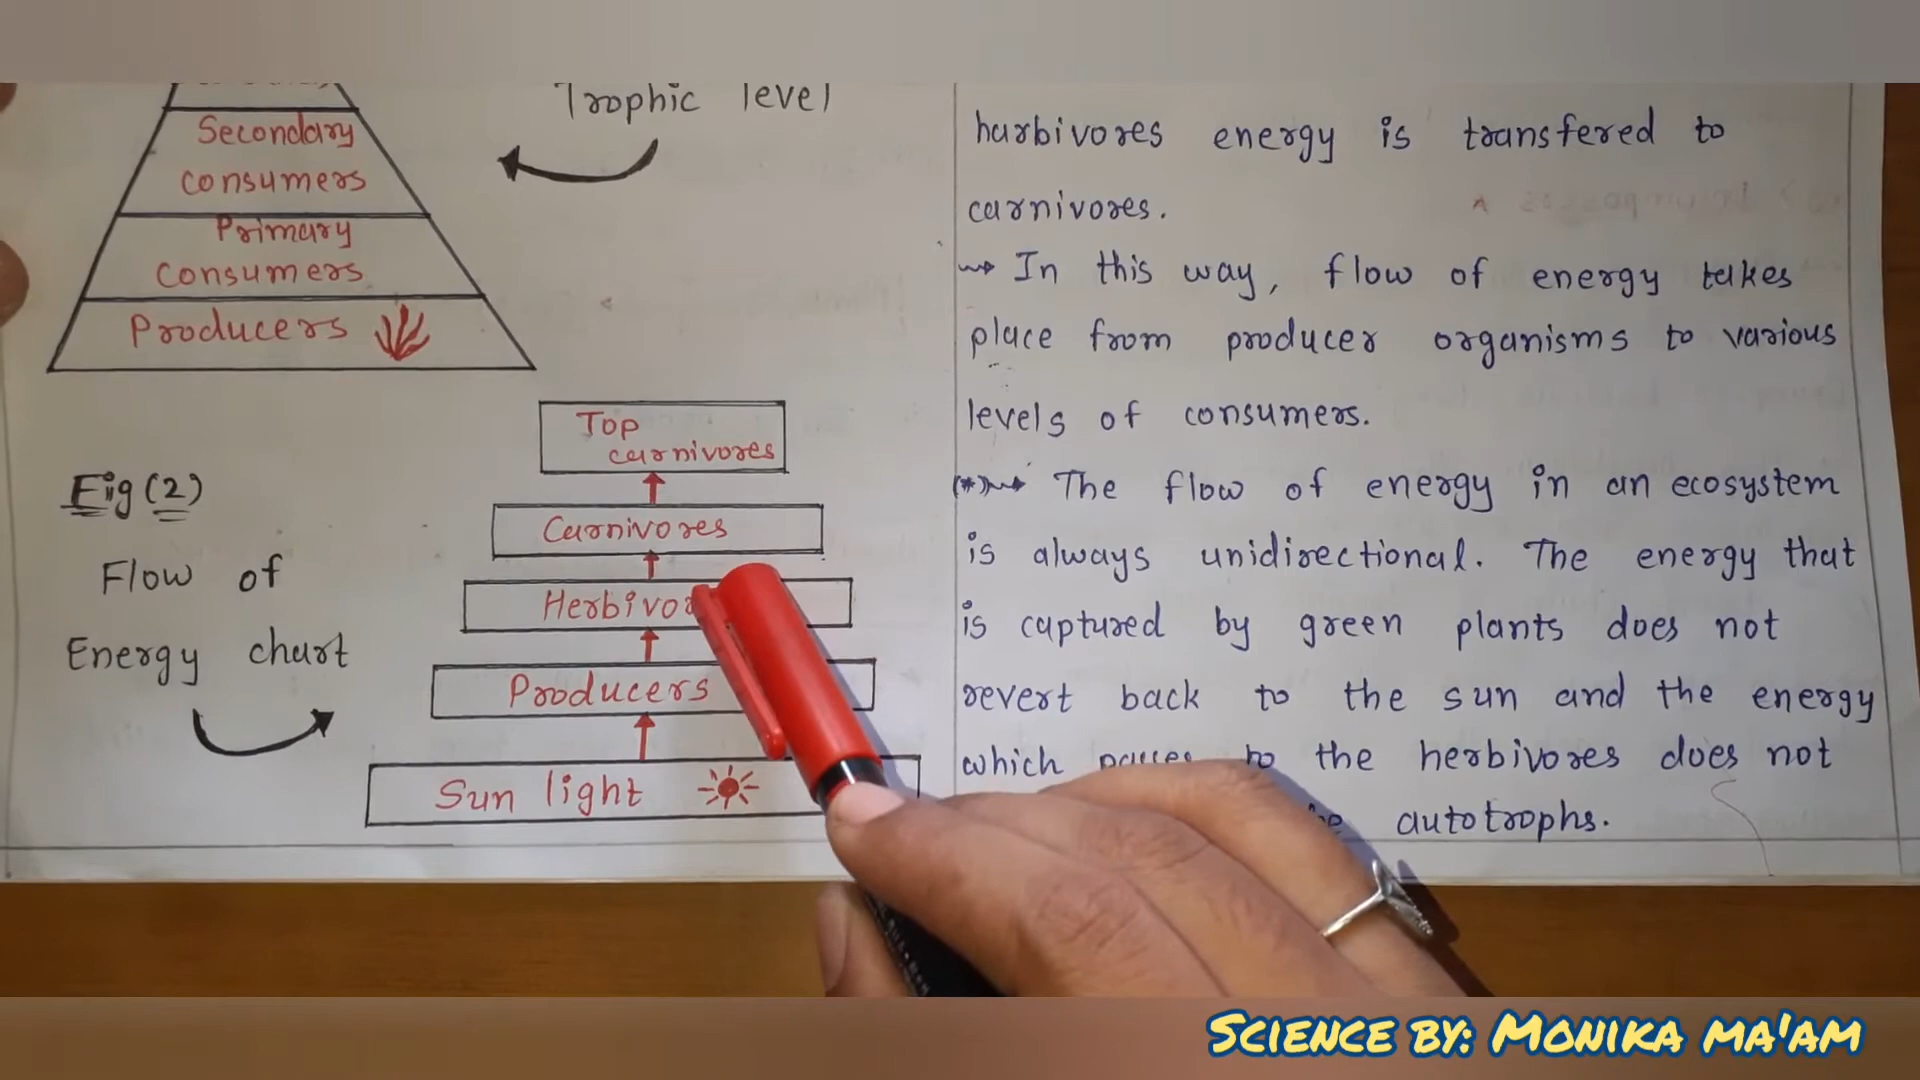 Trophic level
Secondary
consumers
Primary
Consumers
Producers
Fig (2)
Flow of
Energy chart
Top
carnivores
Carnivores
Herbivor
Producers
Sun light
harbivores energy is transfered to
carnivores.
In this way, flow of energy takes
place from producer organisms to various
levels of consumers.
(*) The flow of energy in an ecosystem
is always unidirectional. The energy that
is captured by green plants does not
revert back to the sun and the energy
which passes to the herbivores does not
autotrophs.
SCIENCE BY: MONIKA MA'AM